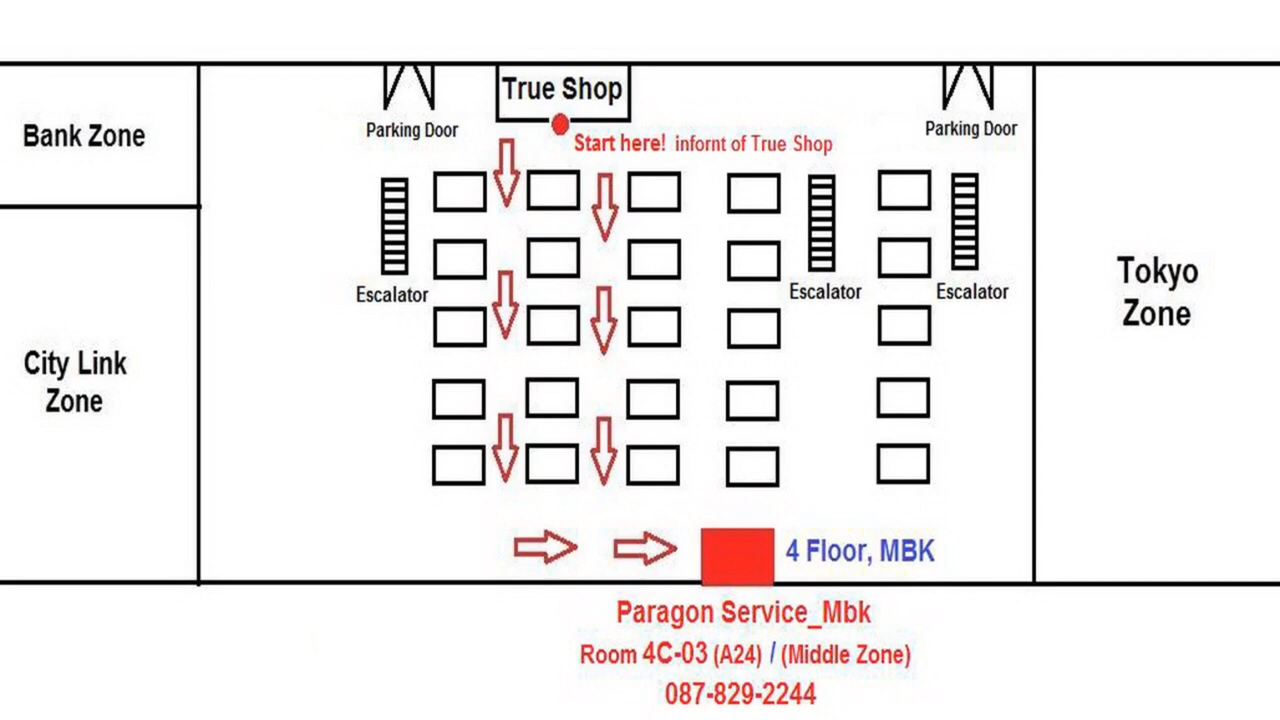 True Shop
Parking Door
Parking Door
Bank Zone
Start here! infornt of True Shop
Escalator
Escalator
Escalator
Tokyo
Zone
City Link
Zone
4 Floor, MBK
Paragon Service_Mbk
Room 4C-03 (A24) / (Middle Zone)
087-829-2244